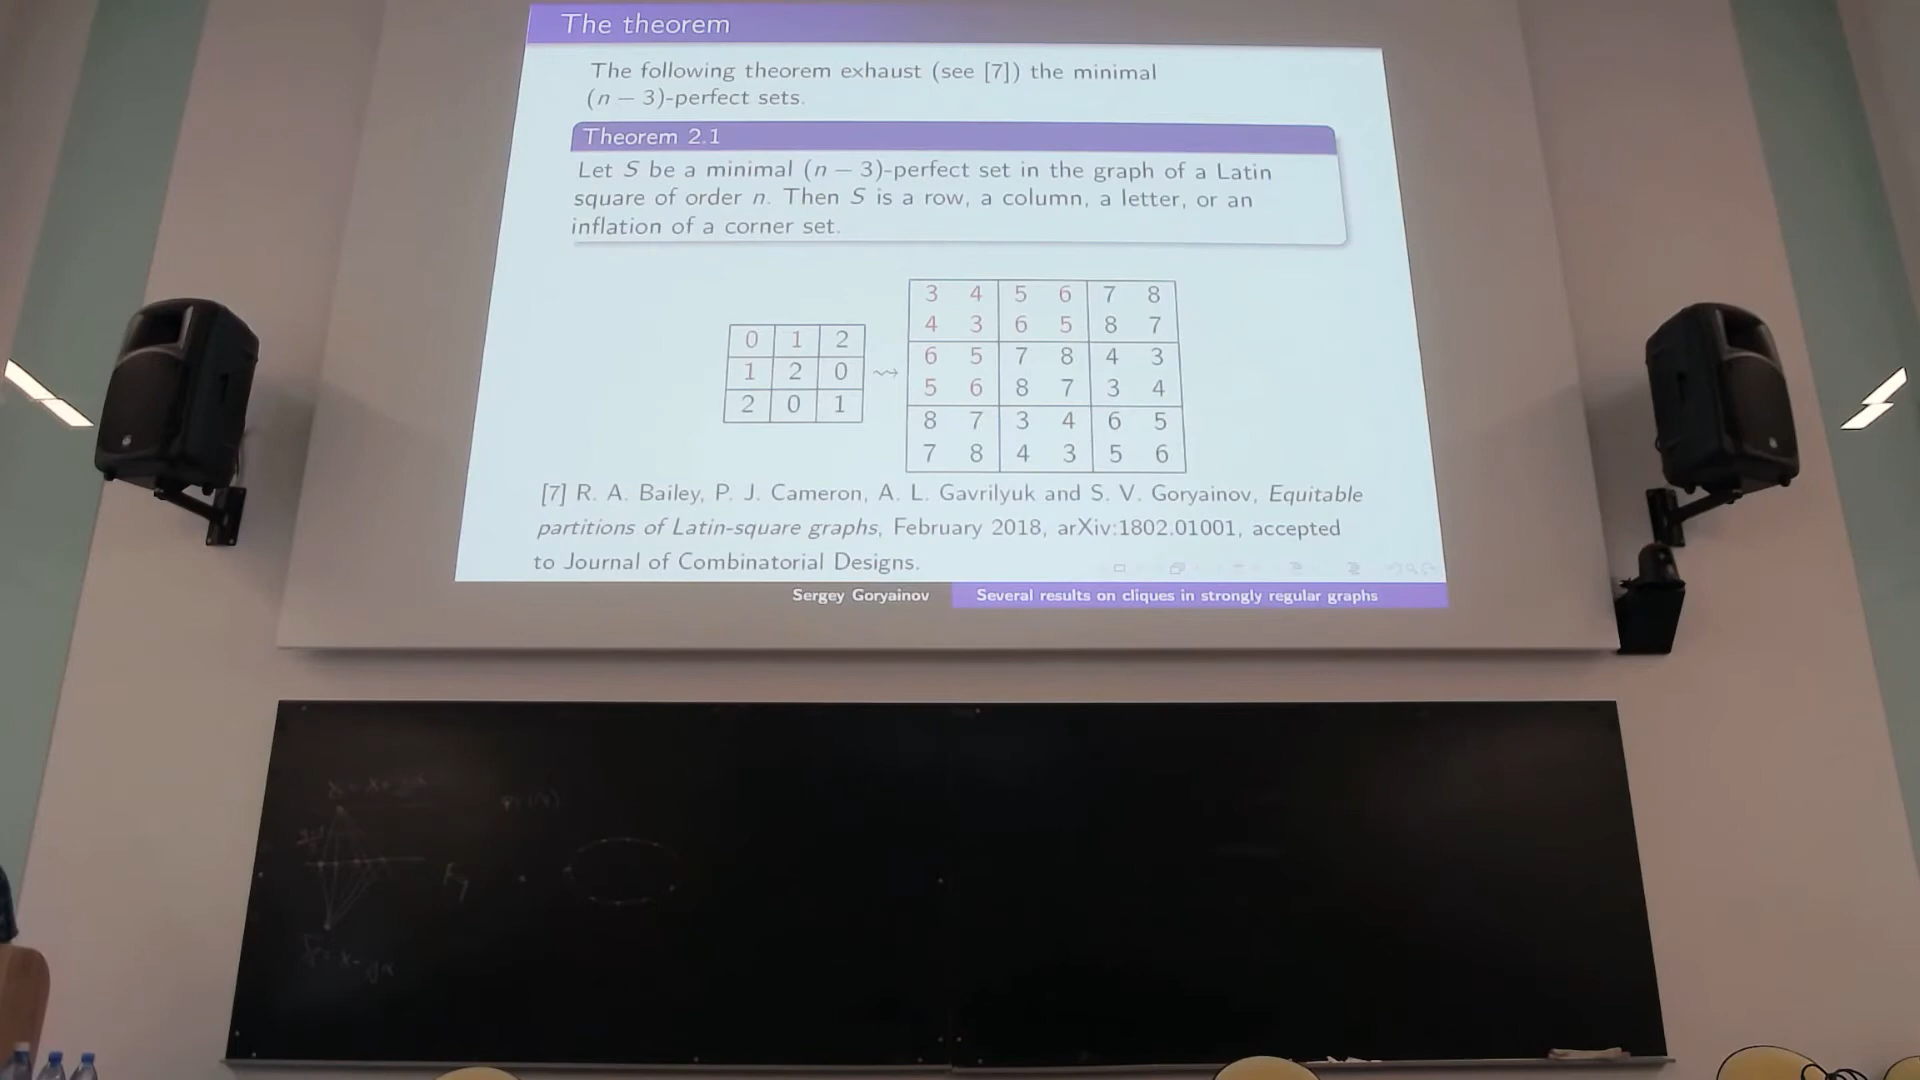 The theorem
The following theorem exhaust (see [7]) the minimal
(n − 3)-perfect sets.
Theorem 2.1
Let S be a minimal (n − 3)-perfect set in the graph of a Latin
square of order n. Then S is a row, a column, a letter, or an
inflation of a corner set.
3 4 5 6 7 8
4 3 6 5 8 7
6 5 7 8 4 3
5 6 8 7 3 4
8 7 3 4 6 5
7 8 4 3 5 6
0 1 2
1 2 0
2 0 1
⇝
[7] R. A. Bailey, P. J. Cameron, A. L. Gavrilyuk and S. V. Goryainov, Equitable
partitions of Latin-square graphs, February 2018, arXiv:1802.01001, accepted
to Journal of Combinatorial Designs.
Sergey Goryainov
Several results on cliques in strongly regular graphs